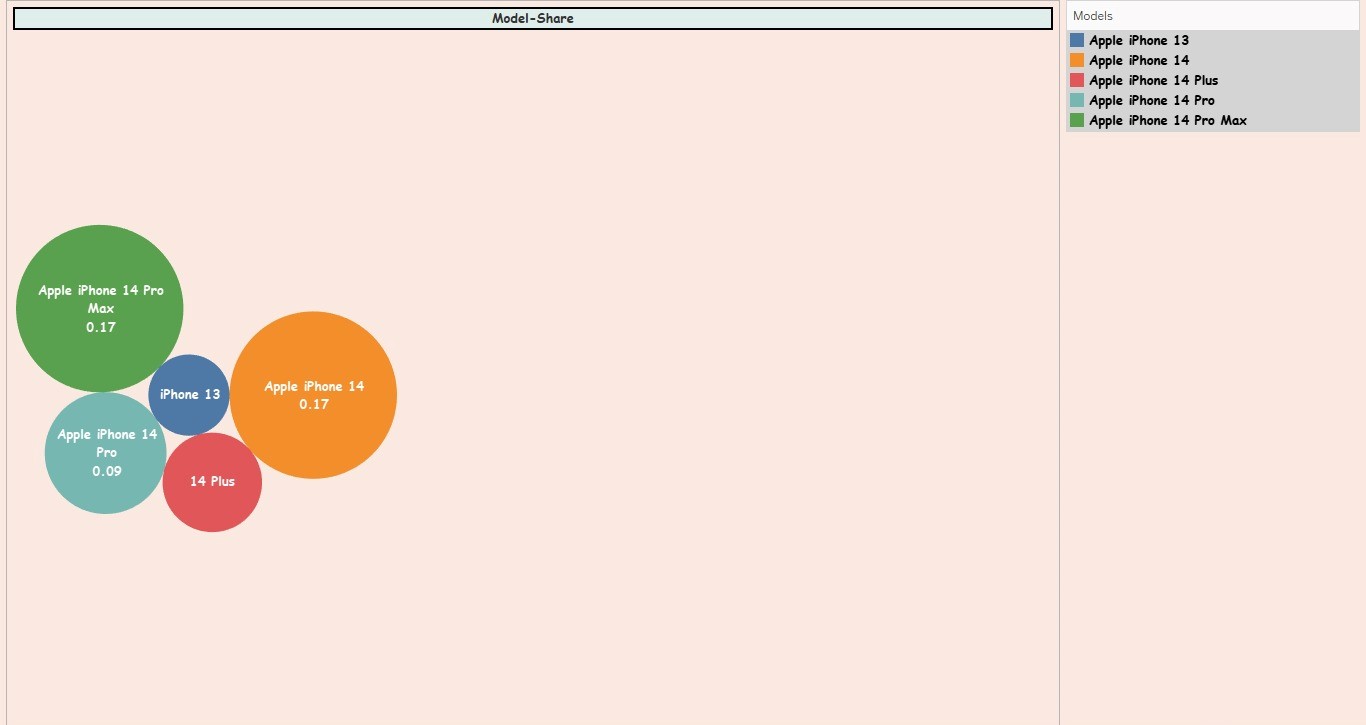 Model-Share
Models
Apple iPhone 13
Apple iPhone 14
Apple iPhone 14 Plus
Apple iPhone 14 Pro
Apple iPhone 14 Pro Max
Apple iPhone 14 Pro
Max
0.17
iPhone 13
Apple iPhone 14
0.17
Apple iPhone 14
Pro
0.09
14 Plus